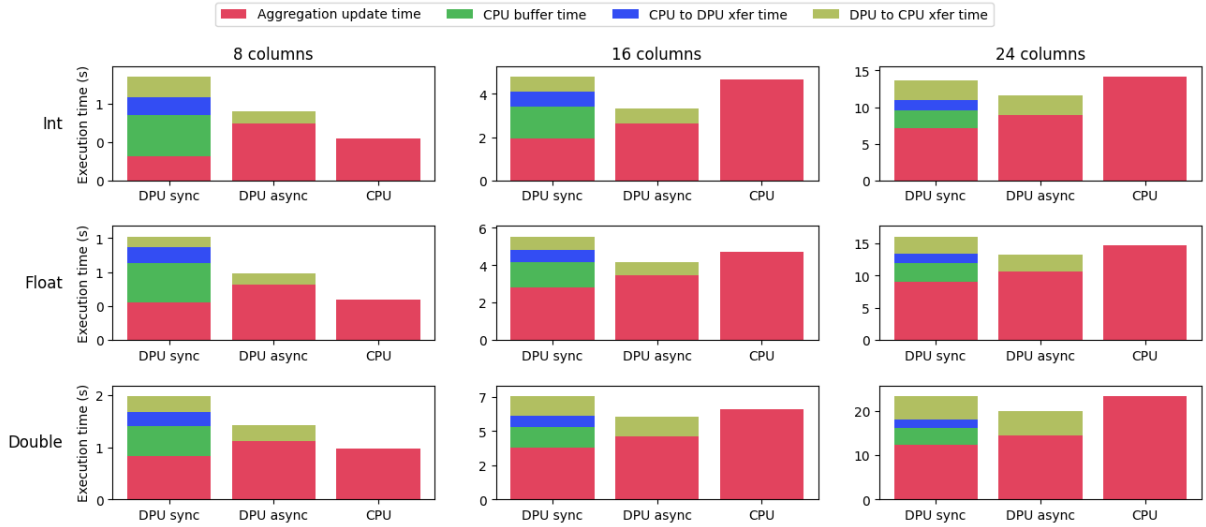 Aggregation update time CPU buffer time CPU to DPU xfer time DPU to CPU xfer time
8 columns 16 columns 24 columns
Int
Execution time (s)
1
0
0
DPU sync DPU async CPU
4
2
0
DPU sync DPU async CPU
15
10
5
0
DPU sync DPU async CPU
Float
Execution time (s)
1
1
0
0
DPU sync DPU async CPU
6
4
2
0
DPU sync DPU async CPU
15
10
5
0
DPU sync DPU async CPU
Double
Execution time (s)
2
1
0
DPU sync DPU async CPU
7
5
2
0
DPU sync DPU async CPU
20
10
0
DPU sync DPU async CPU